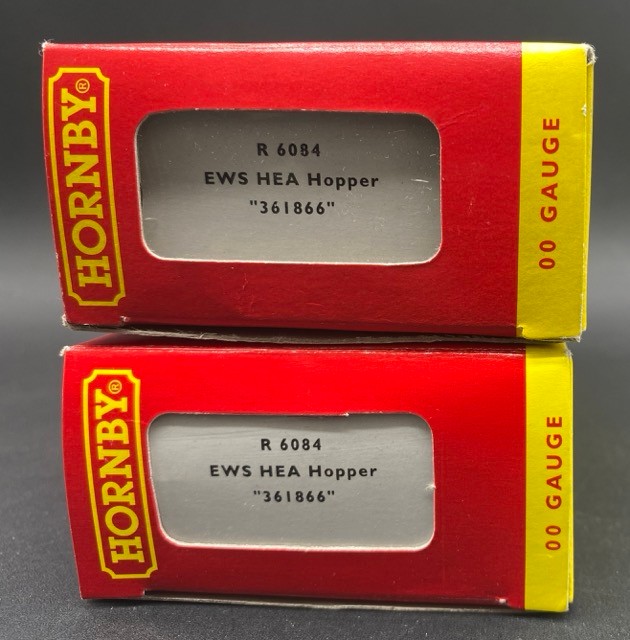 HORNBY®
R 6084
EWS HEA Hopper
"361866"
00 GAUGE
HORNBY®
R 6084
EWS HEA Hopper
"361866"
00 GAUGE